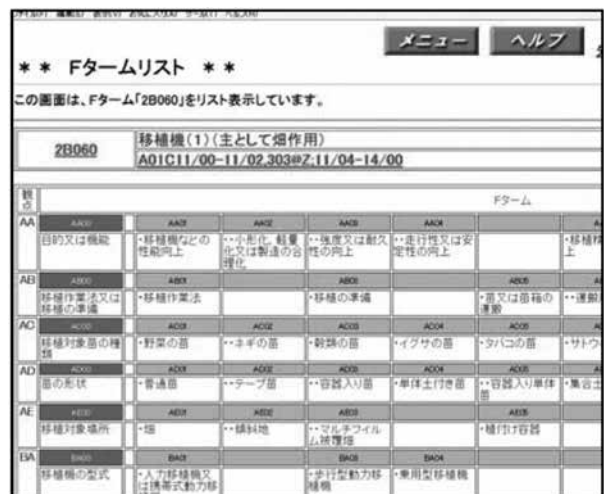 メニュー ヘルプ
** Fタームリスト **
この画面は、Fターム「2B060」をリスト表示しています。
2B060 移植機(1)(主として畑作用)
A01C11/00-11/02,303@Z;11/04-14/00
観点 Fターム
AA AA00 AA01 AA02 AA03 AA04
目的又は機能 ・移植機などの性能向上 ・・小形化,軽量化又は製造の合理化 ・・強度又は耐久性の向上 ・・走行性又は安定性の向上
AB AB00 AB01 AB03 AB05
移植作業法又は移植の準備 ・移植作業法 ・移植の準備 ・苗又は苗箱の運搬
AC AC00 AC01 AC02 AC03 AC04 AC05
移植対象苗の種類 ・野菜の苗 ・・ネギの苗 ・穀類の苗 ・イグサの苗 ・タバコの苗
AD AD00 AD01 AD02 AD03 AD04 AD05
苗の形状 ・普通苗 ・・テープ苗 ・・容器入り苗 ・単体土付き苗 ・・容器入り単体苗
AE AE00 AE01 AE02 AE03 AE05
移植対象場所 ・畑 ・・傾斜地 ・・マルチフイルム被覆畑 ・植付け容器
BA BA00 BA01 BA03 BA04
移植機の型式 ・人力移植機又は携帯式動力移 ・歩行型動力移植機 ・乗用型移植機